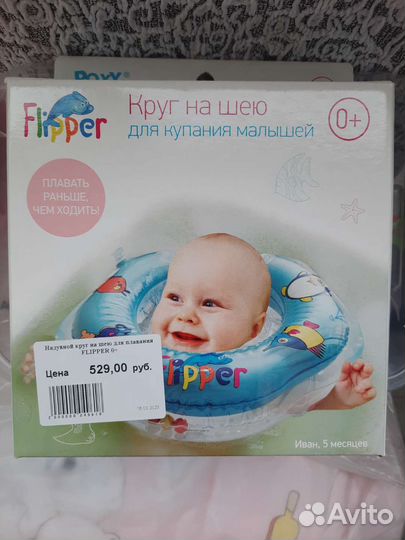 Roxy
Flipper
Круг на шею
для купания малышей
0+
ПЛАВАТЬ
РАНЬШЕ,
ЧЕМ ХОДИТЬ!
Надувной круг на шею для плавания
FLIPPER 0+
Цена 529,00 руб.
Flipper
Иван, 5 месяцев
Avito